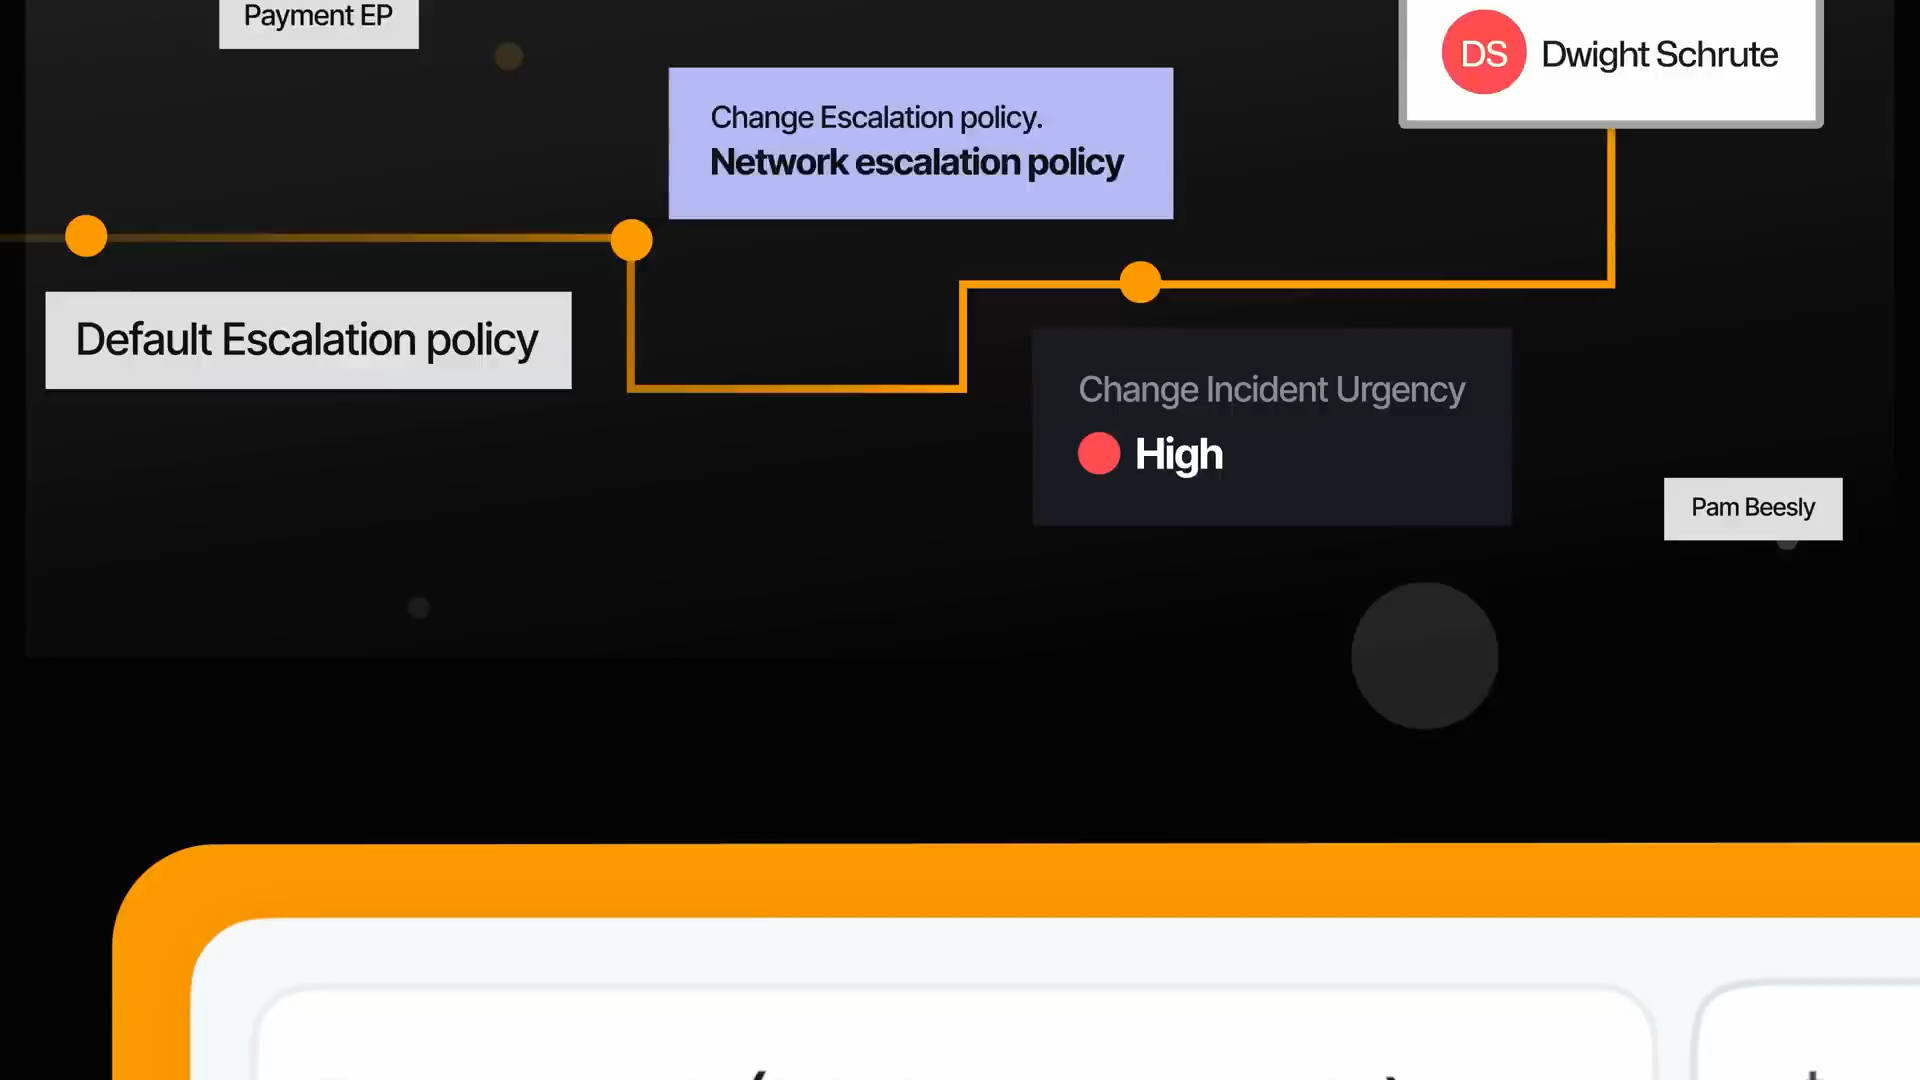 Payment EP
DS Dwight Schrute
Change Escalation policy.
Network escalation policy
Default Escalation policy
Change Incident Urgency
High
Pam Beesly